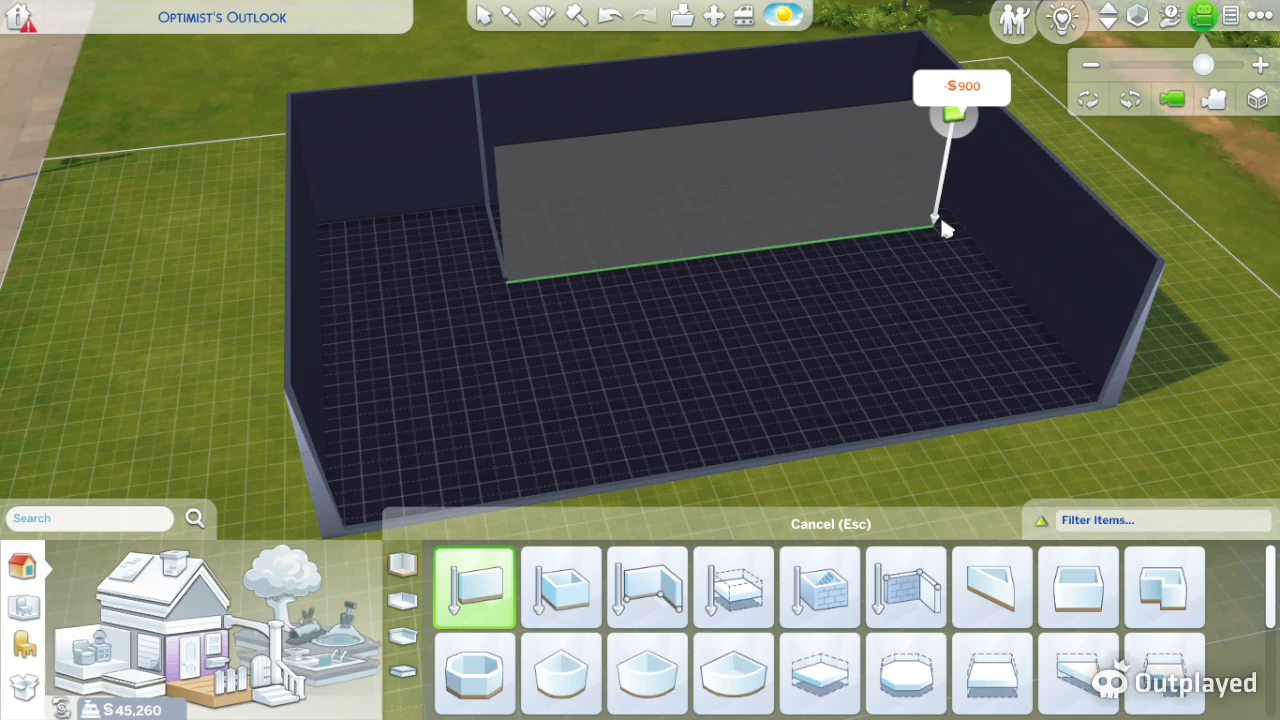 Optimist's Outlook
-§900
Search
Cancel (Esc)
Filter Items...
§45,260
Outplayed